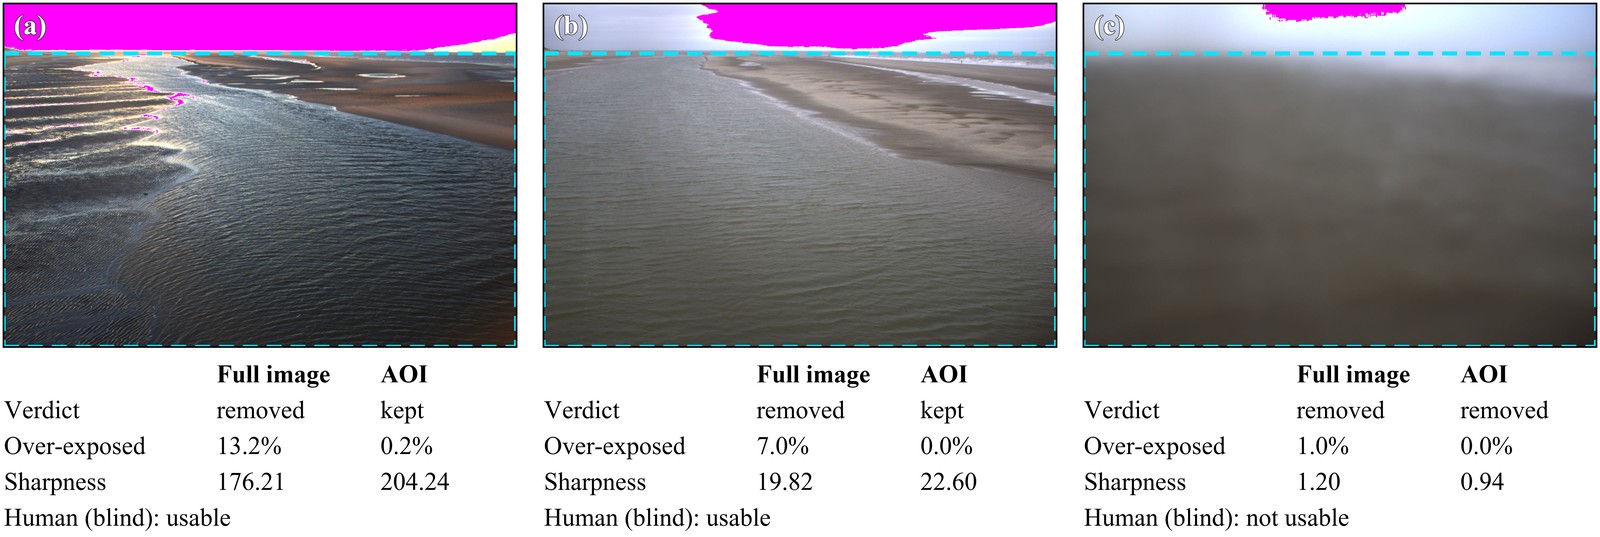 (a)
(b)
(c)
Full image AOI
Verdict removed kept
Over-exposed 13.2% 0.2%
Sharpness 176.21 204.24
Human (blind): usable
Full image AOI
Verdict removed kept
Over-exposed 7.0% 0.0%
Sharpness 19.82 22.60
Human (blind): usable
Full image AOI
Verdict removed removed
Over-exposed 1.0% 0.0%
Sharpness 1.20 0.94
Human (blind): not usable